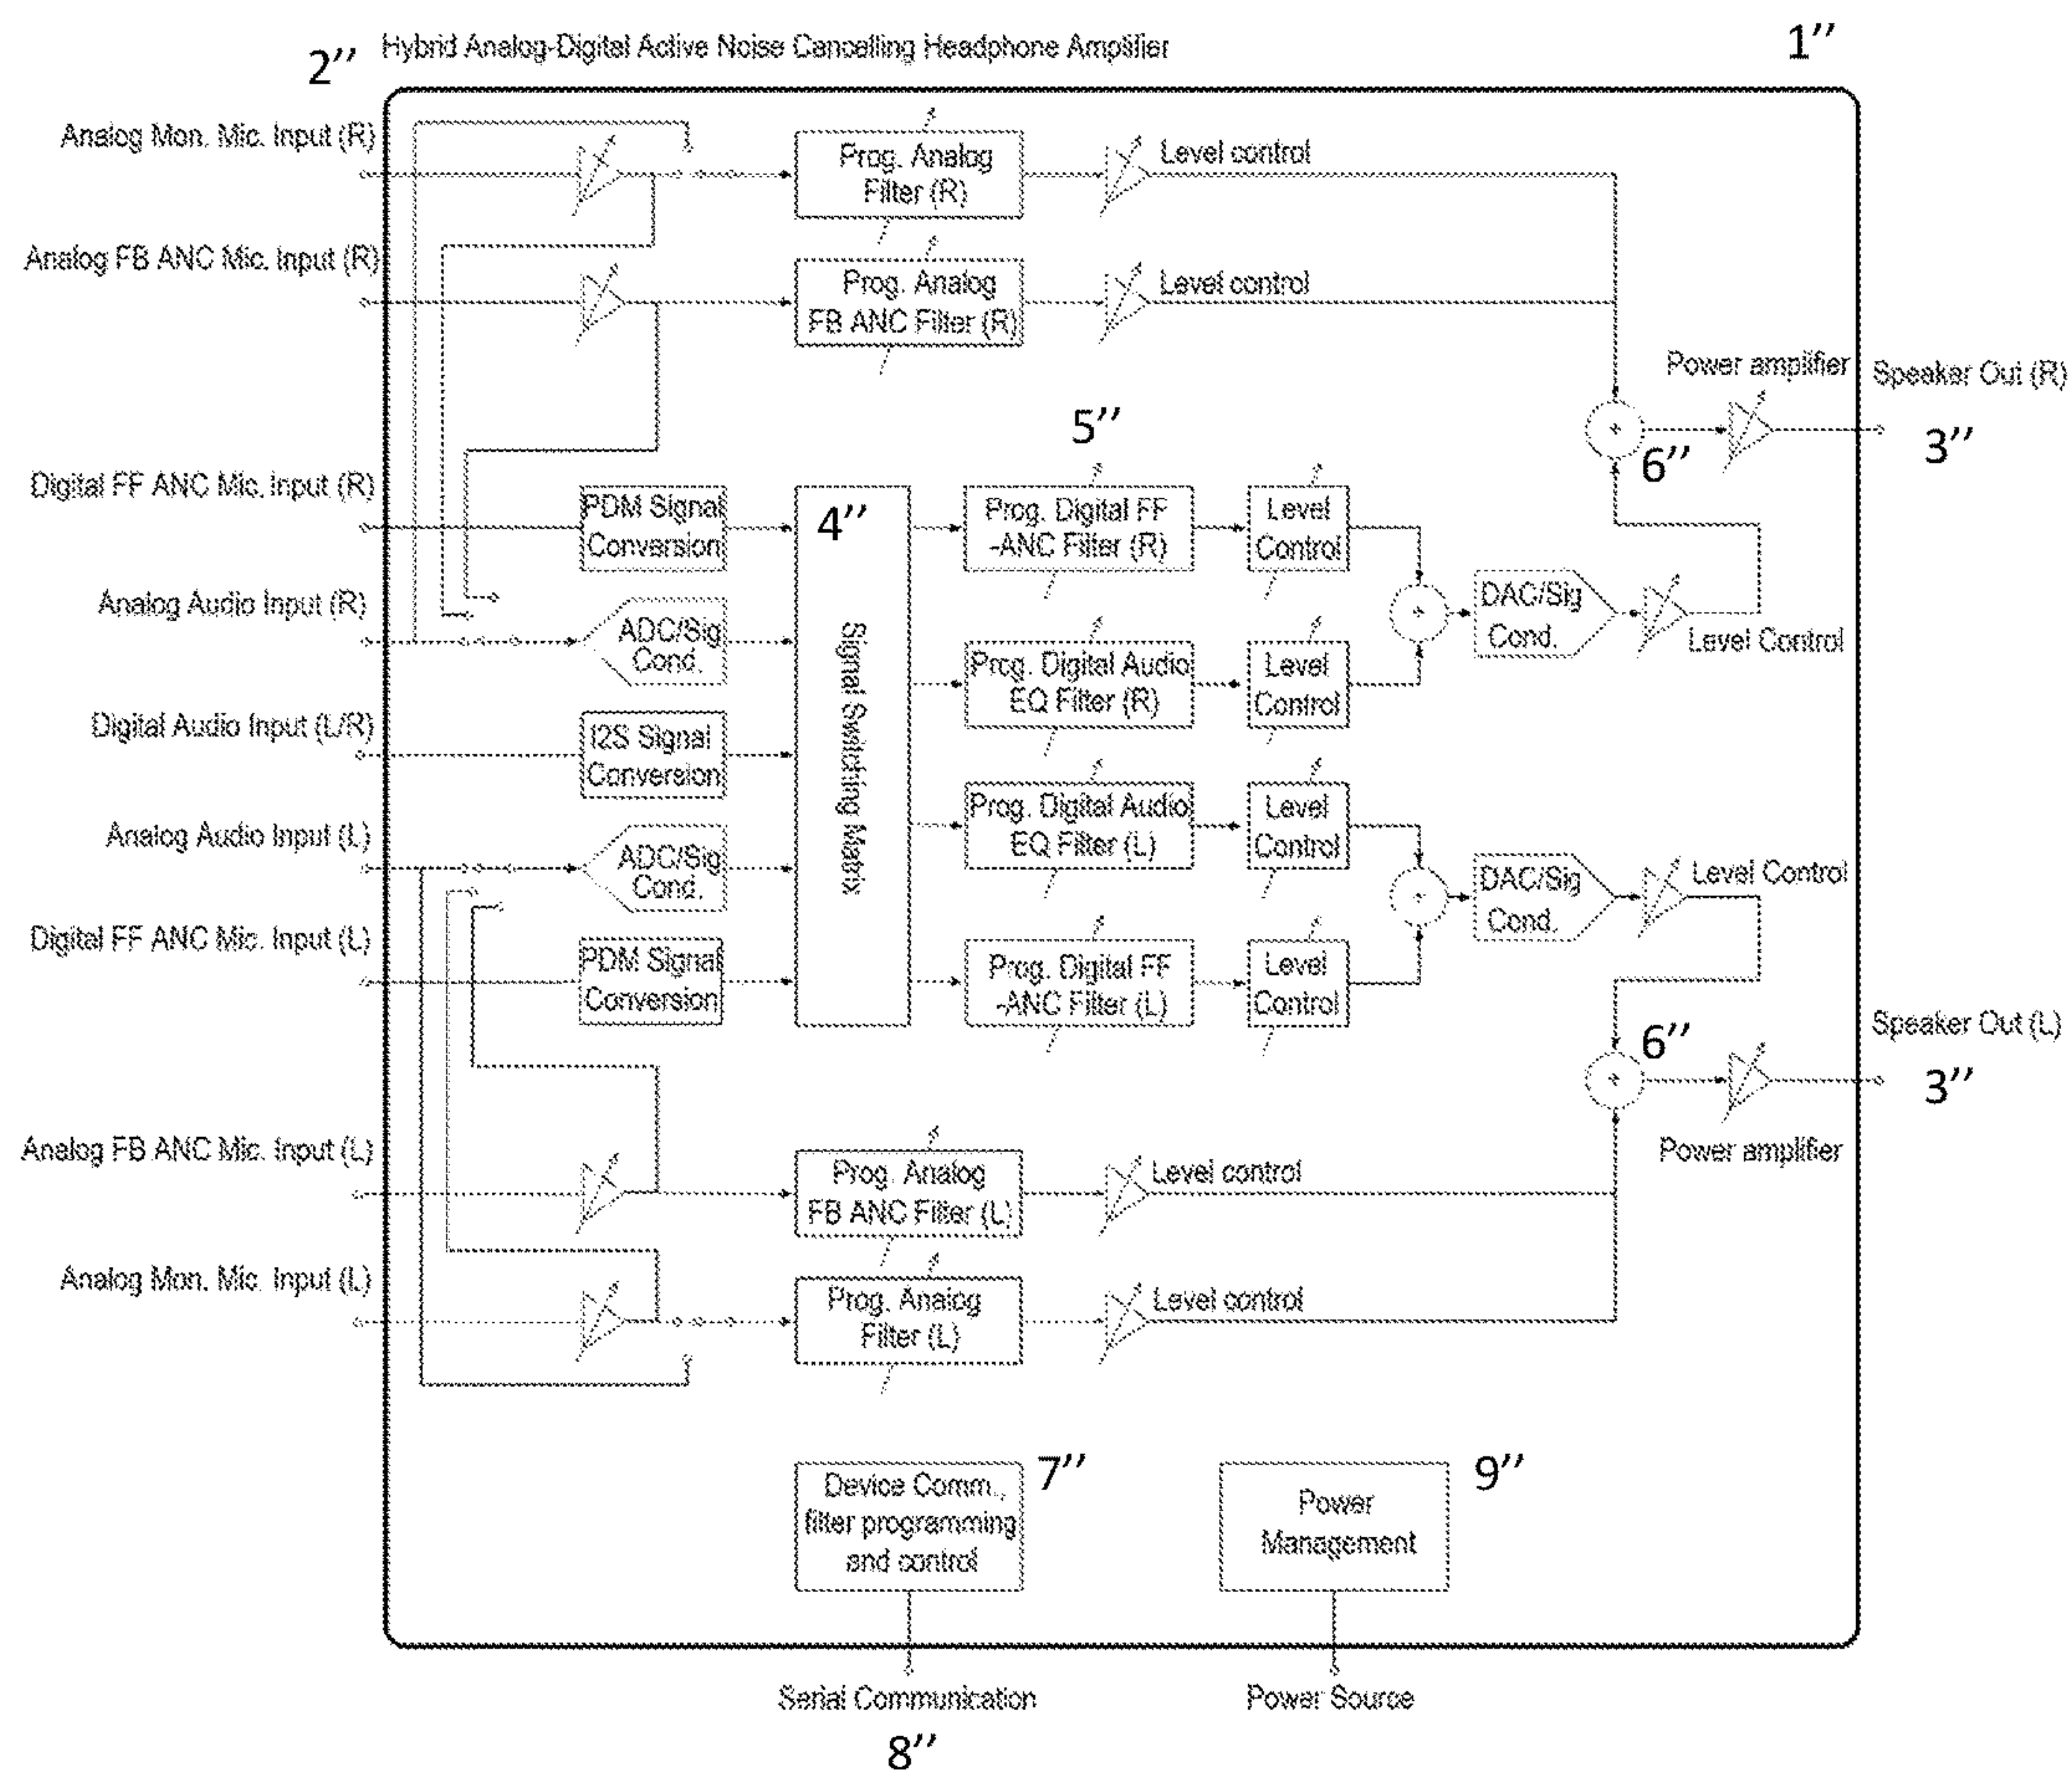 Hybrid Analog-Digital Active Noise Cancelling Headphone Amplifier
1′′
2′′
Analog Mon. Mic. Input (R)
Prog. Analog
Filter (R)
Level control
Analog FB ANC Mic. Input (R)
Prog. Analog
FB ANC Filter (R)
Level control
Power amplifier
Speaker Out (R)
3′′
6′′
5′′
Digital FF ANC Mic. Input (R)
PDM Signal
Conversion
4′′
Signal Switching Matrix
Prog. Digital FF
-ANC Filter (R)
Level
Control
Analog Audio Input (R)
ADC/Sig
Cond.
DAC/Sig
Cond.
Level Control
Prog. Digital Audio
EQ Filter (R)
Level
Control
Digital Audio Input (L/R)
I2S Signal
Conversion
Prog. Digital Audio
EQ Filter (L)
Level
Control
Analog Audio Input (L)
ADC/Sig
Cond.
DAC/Sig
Cond.
Level Control
Digital FF ANC Mic. Input (L)
PDM Signal
Conversion
Prog. Digital FF
-ANC Filter (L)
Level
Control
6′′
Speaker Out (L)
3′′
Power amplifier
Analog FB ANC Mic. Input (L)
Prog. Analog
FB ANC Filter (L)
Level control
Analog Mon. Mic. Input (L)
Prog. Analog
Filter (L)
Level control
Device Comm.,
filter programming
and control
7′′
Power
Management
9′′
Serial Communication
8′′
Power Source